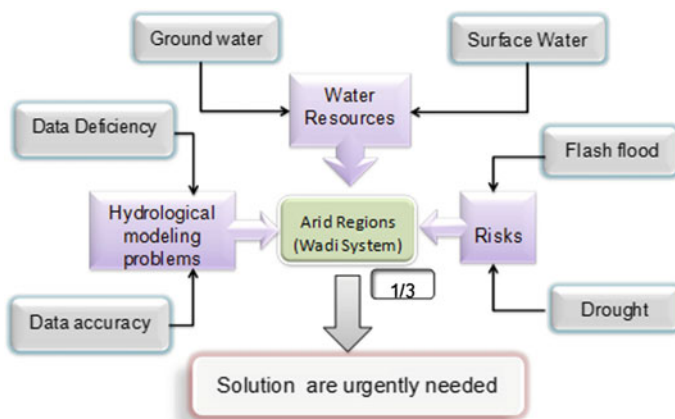 Ground water
Surface Water
Water
Resources
Data Deficiency
Flash flood
Hydrological
modeling
problems
Arid Regions
(Wadi System)
Risks
1/3
Data accuracy
Drought
Solution are urgently needed